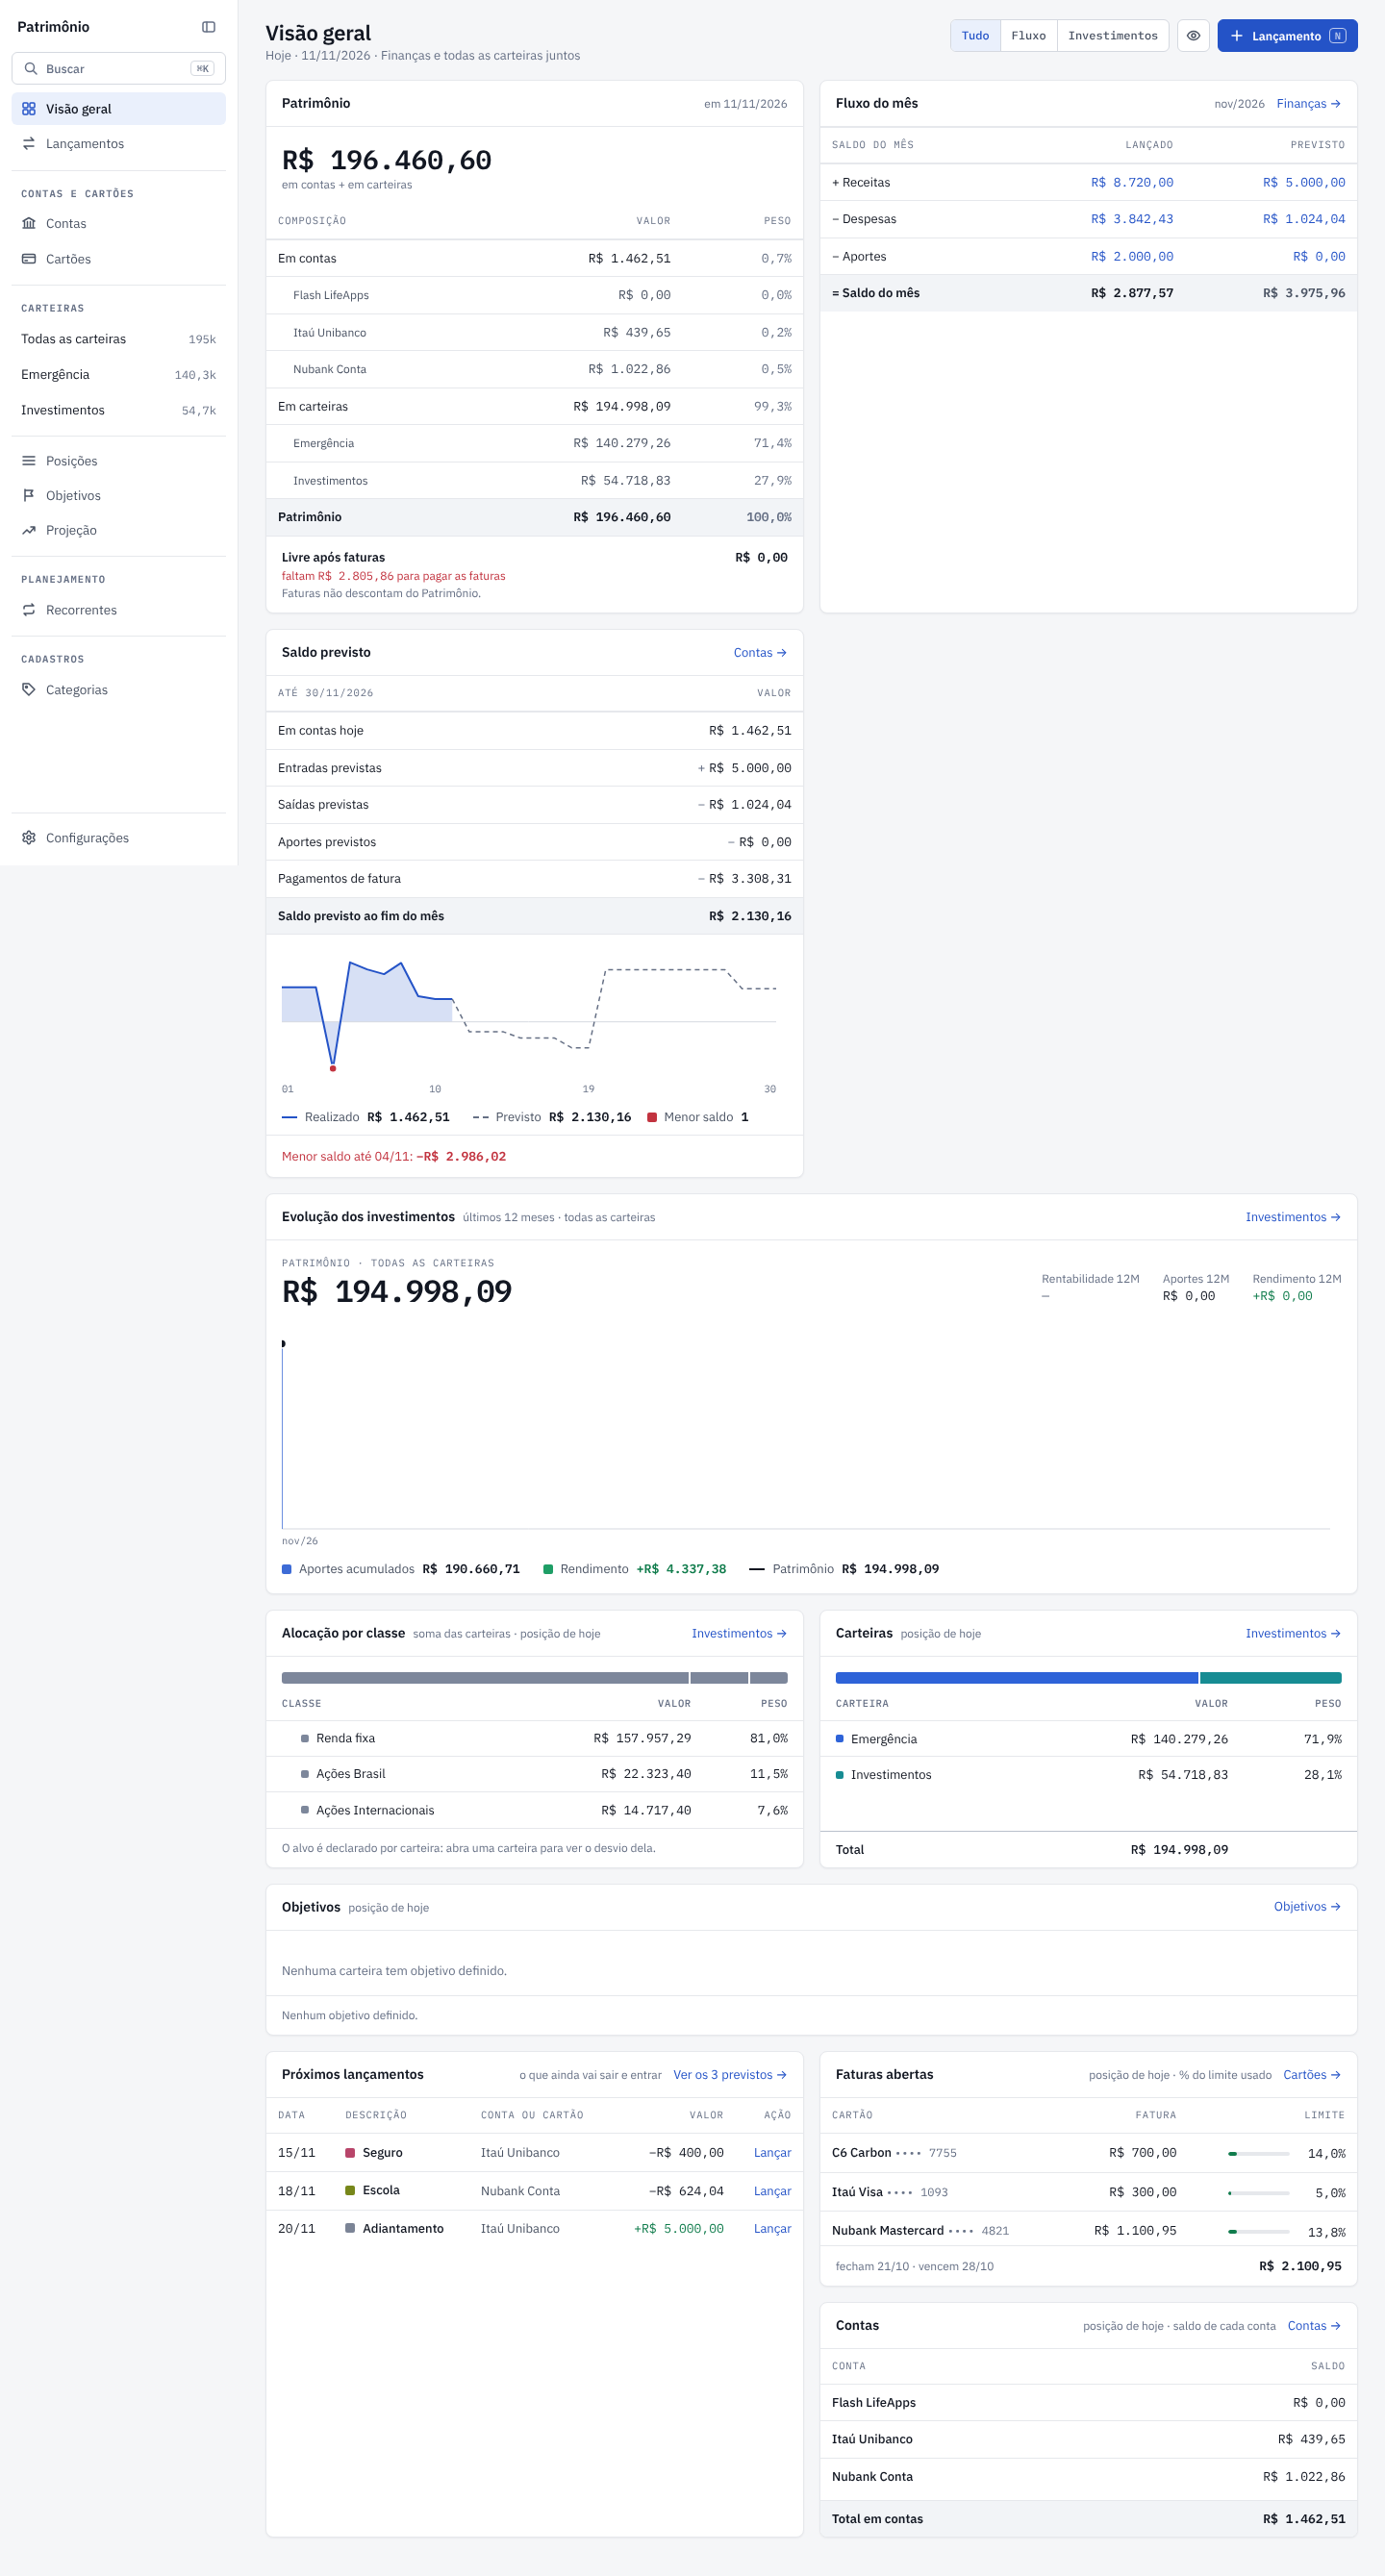 Patrimônio
Buscar ⌘K
Visão geral
Lançamentos
CONTAS E CARTÕES
Contas
Cartões
CARTEIRAS
Todas as carteiras 195k
Emergência 140,3k
Investimentos 54,7k
Posições
Objetivos
Projeção
PLANEJAMENTO
Recorrentes
CADASTROS
Categorias
Configurações
Visão geral
Hoje · 11/11/2026 · Finanças e todas as carteiras juntos
Tudo Fluxo Investimentos + Lançamento N
Patrimônio em 11/11/2026
R$ 196.460,60
em contas + em carteiras
COMPOSIÇÃO VALOR PESO
Em contas R$ 1.462,51 0,7%
Flash LifeApps R$ 0,00 0,0%
Itaú Unibanco R$ 439,65 0,2%
Nubank Conta R$ 1.022,86 0,5%
Em carteiras R$ 194.998,09 99,3%
Emergência R$ 140.279,26 71,4%
Investimentos R$ 54.718,83 27,9%
Patrimônio R$ 196.460,60 100,0%
Livre após faturas R$ 0,00
faltam R$ 2.805,86 para pagar as faturas
Faturas não descontam do Patrimônio.
Fluxo do mês nov/2026 Finanças →
SALDO DO MÊS LANÇADO PREVISTO
+ Receitas R$ 8.720,00 R$ 5.000,00
− Despesas R$ 3.842,43 R$ 1.024,04
− Aportes R$ 2.000,00 R$ 0,00
= Saldo do mês R$ 2.877,57 R$ 3.975,96
Saldo previsto Contas →
ATÉ 30/11/2026 VALOR
Em contas hoje R$ 1.462,51
Entradas previstas + R$ 5.000,00
Saídas previstas − R$ 1.024,04
Aportes previstos − R$ 0,00
Pagamentos de fatura − R$ 3.308,31
Saldo previsto ao fim do mês R$ 2.130,16
01 10 19 30
Realizado R$ 1.462,51 Previsto R$ 2.130,16 Menor saldo 1
Menor saldo até 04/11: −R$ 2.986,02
Evolução dos investimentos últimos 12 meses · todas as carteiras Investimentos →
PATRIMÔNIO · TODAS AS CARTEIRAS
R$ 194.998,09
Rentabilidade 12M Aportes 12M Rendimento 12M
— R$ 0,00 +R$ 0,00
nov/26
Aportes acumulados R$ 190.660,71 Rendimento +R$ 4.337,38 Patrimônio R$ 194.998,09
Alocação por classe soma das carteiras · posição de hoje Investimentos →
CLASSE VALOR PESO
Renda fixa R$ 157.957,29 81,0%
Ações Brasil R$ 22.323,40 11,5%
Ações Internacionais R$ 14.717,40 7,6%
O alvo é declarado por carteira: abra uma carteira para ver o desvio dela.
Carteiras posição de hoje Investimentos →
CARTEIRA VALOR PESO
Emergência R$ 140.279,26 71,9%
Investimentos R$ 54.718,83 28,1%
Total R$ 194.998,09
Objetivos posição de hoje Objetivos →
Nenhuma carteira tem objetivo definido.
Nenhum objetivo definido.
Próximos lançamentos o que ainda vai sair e entrar Ver os 3 previstos →
DATA DESCRIÇÃO CONTA OU CARTÃO VALOR AÇÃO
15/11 Seguro Itaú Unibanco −R$ 400,00 Lançar
18/11 Escola Nubank Conta −R$ 624,04 Lançar
20/11 Adiantamento Itaú Unibanco +R$ 5.000,00 Lançar
Faturas abertas posição de hoje · % do limite usado Cartões →
CARTÃO FATURA LIMITE
C6 Carbon •••• 7755 R$ 700,00 14,0%
Itaú Visa •••• 1093 R$ 300,00 5,0%
Nubank Mastercard •••• 4821 R$ 1.100,95 13,8%
fecham 21/10 · vencem 28/10 R$ 2.100,95
Contas posição de hoje · saldo de cada conta Contas →
CONTA SALDO
Flash LifeApps R$ 0,00
Itaú Unibanco R$ 439,65
Nubank Conta R$ 1.022,86
Total em contas R$ 1.462,51